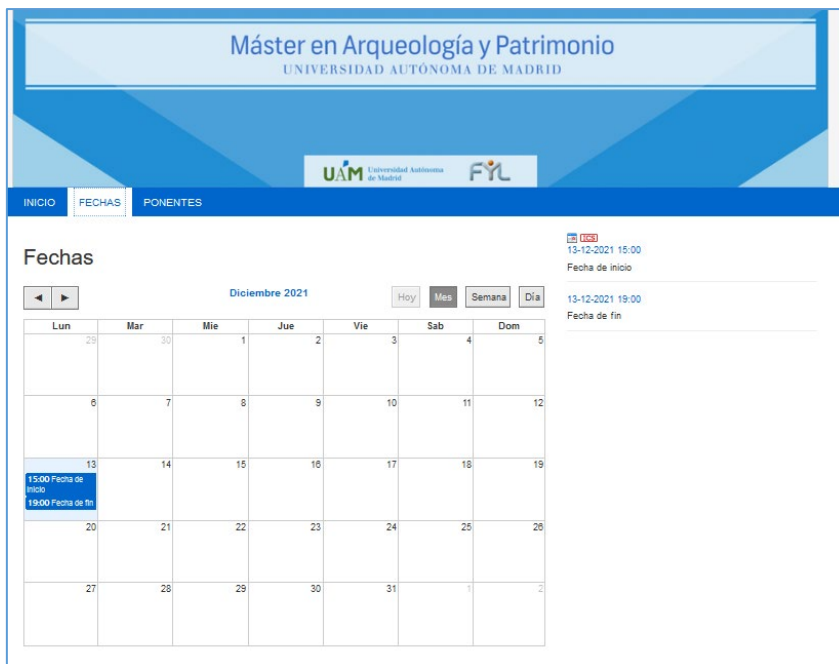 Máster en Arqueología y Patrimonio
UNIVERSIDAD AUTÓNOMA DE MADRID
UAM Universidad Autónoma
de Madrid
FYL
INICIO FECHAS PONENTES
Fechas
◄ ► Diciembre 2021 Hoy Mes Semana Día
Lun Mar Mie Jue Vie Sab Dom
29 30 1 2 3 4 5
6 7 8 9 10 11 12
13 14 15 16 17 18 19
15:00 Fecha de
inicio
19:00 Fecha de fin
20 21 22 23 24 25 26
27 28 29 30 31 1 2
ICS
13-12-2021 15:00
Fecha de inicio
13-12-2021 19:00
Fecha de fin